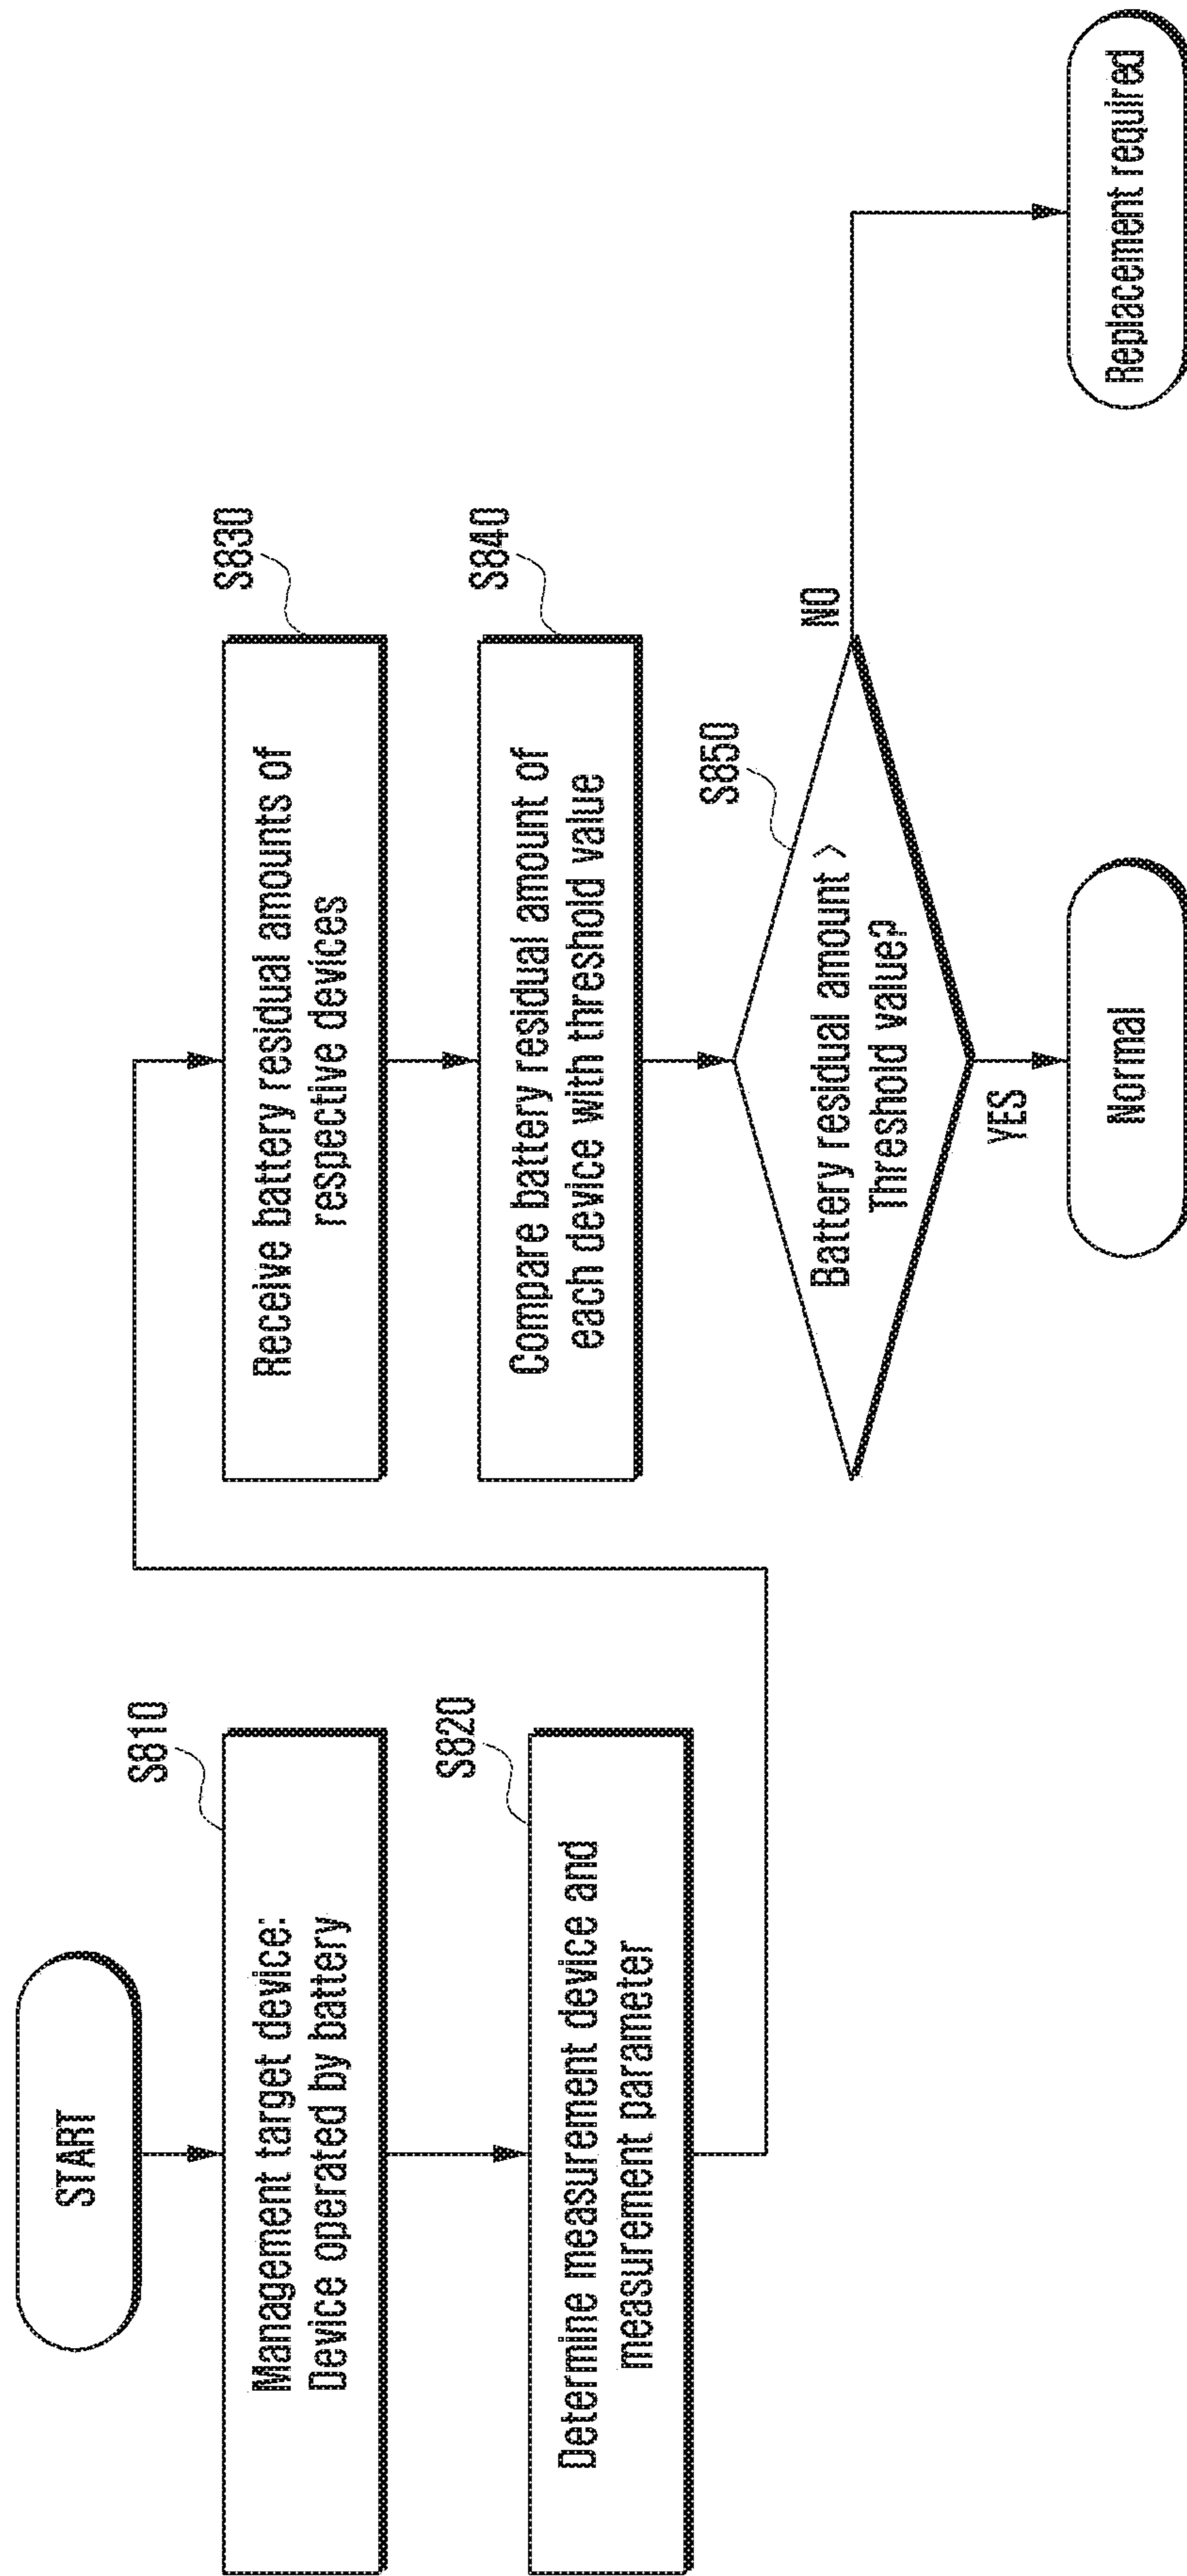 START
S810
Management target device:
Device operated by battery
S820
Determine measurement device and
measurement parameter
S830
Receive battery residual amounts of
respective devices
S840
Compare battery residual amount of
each device with threshold value
S850
Battery residual amount >
Threshold value?
NO
YES
Normal
Replacement required